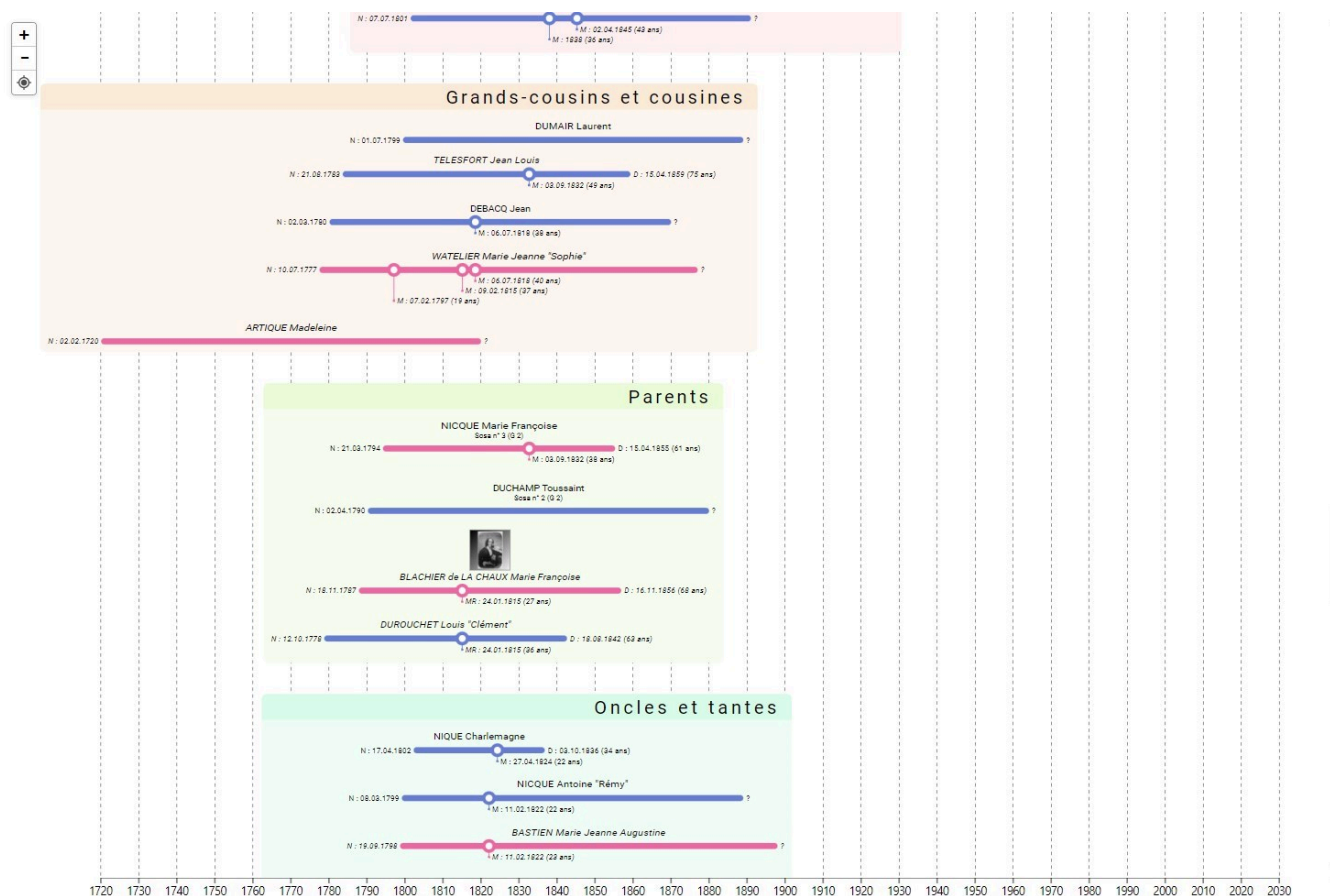 +
−
N : 07.07.1801 ?
M : 02.04.1845 (43 ans)
M : 1838 (36 ans)
Grands-cousins et cousines
DUMAIR Laurent
N : 01.07.1799 ?
TELESFORT Jean Louis
N : 21.08.1783 D : 15.04.1859 (75 ans)
M : 03.09.1832 (49 ans)
DEBACQ Jean
N : 02.03.1780 ?
M : 06.07.1818 (38 ans)
WATELIER Marie Jeanne "Sophie"
N : 10.07.1777 ?
M : 06.07.1818 (40 ans)
M : 09.02.1815 (37 ans)
M : 07.02.1797 (19 ans)
ARTIQUE Madeleine
N : 02.02.1720 ?
Parents
NICQUE Marie Françoise
Sosa n° 3 (G 2)
N : 21.03.1794 D : 15.04.1855 (61 ans)
M : 03.09.1832 (38 ans)
DUCHAMP Toussaint
Sosa n° 2 (G 2)
N : 02.04.1790 ?
BLACHIER de LA CHAUX Marie Françoise
N : 18.11.1787 D : 16.11.1856 (68 ans)
MR : 24.01.1815 (27 ans)
DUROUCHET Louis "Clément"
N : 12.10.1778 D : 18.08.1842 (63 ans)
MR : 24.01.1815 (36 ans)
Oncles et tantes
NIQUE Charlemagne
N : 17.04.1802 D : 03.10.1836 (34 ans)
M : 27.04.1824 (22 ans)
NICQUE Antoine "Rémy"
N : 08.03.1799 ?
M : 11.02.1822 (22 ans)
BASTIEN Marie Jeanne Augustine
N : 19.09.1798 ?
M : 11.02.1822 (23 ans)
1720 1730 1740 1750 1760 1770 1780 1790 1800 1810 1820 1830 1840 1850 1860 1870 1880 1890 1900 1910 1920 1930 1940 1950 1960 1970 1980 1990 2000 2010 2020 2030